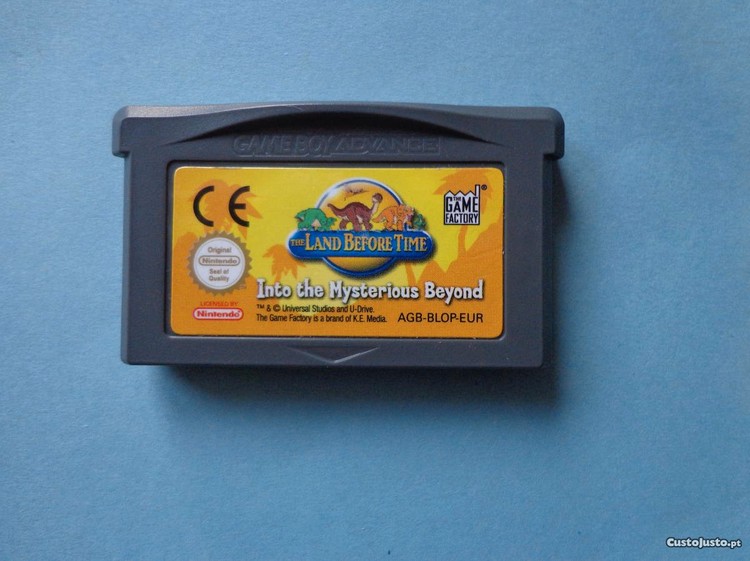 GAME BOY ADVANCE
CE
THE LAND BEFORE TIME
THE
GAME
FACTORY
®
Original
Nintendo
Seal of
Quality
Into the Mysterious Beyond
LICENSED BY
Nintendo
™ & © Universal Studios and U-Drive.
The Game Factory is a brand of K.E. Media.
AGB-BLOP-EUR
CustoJusto.pt